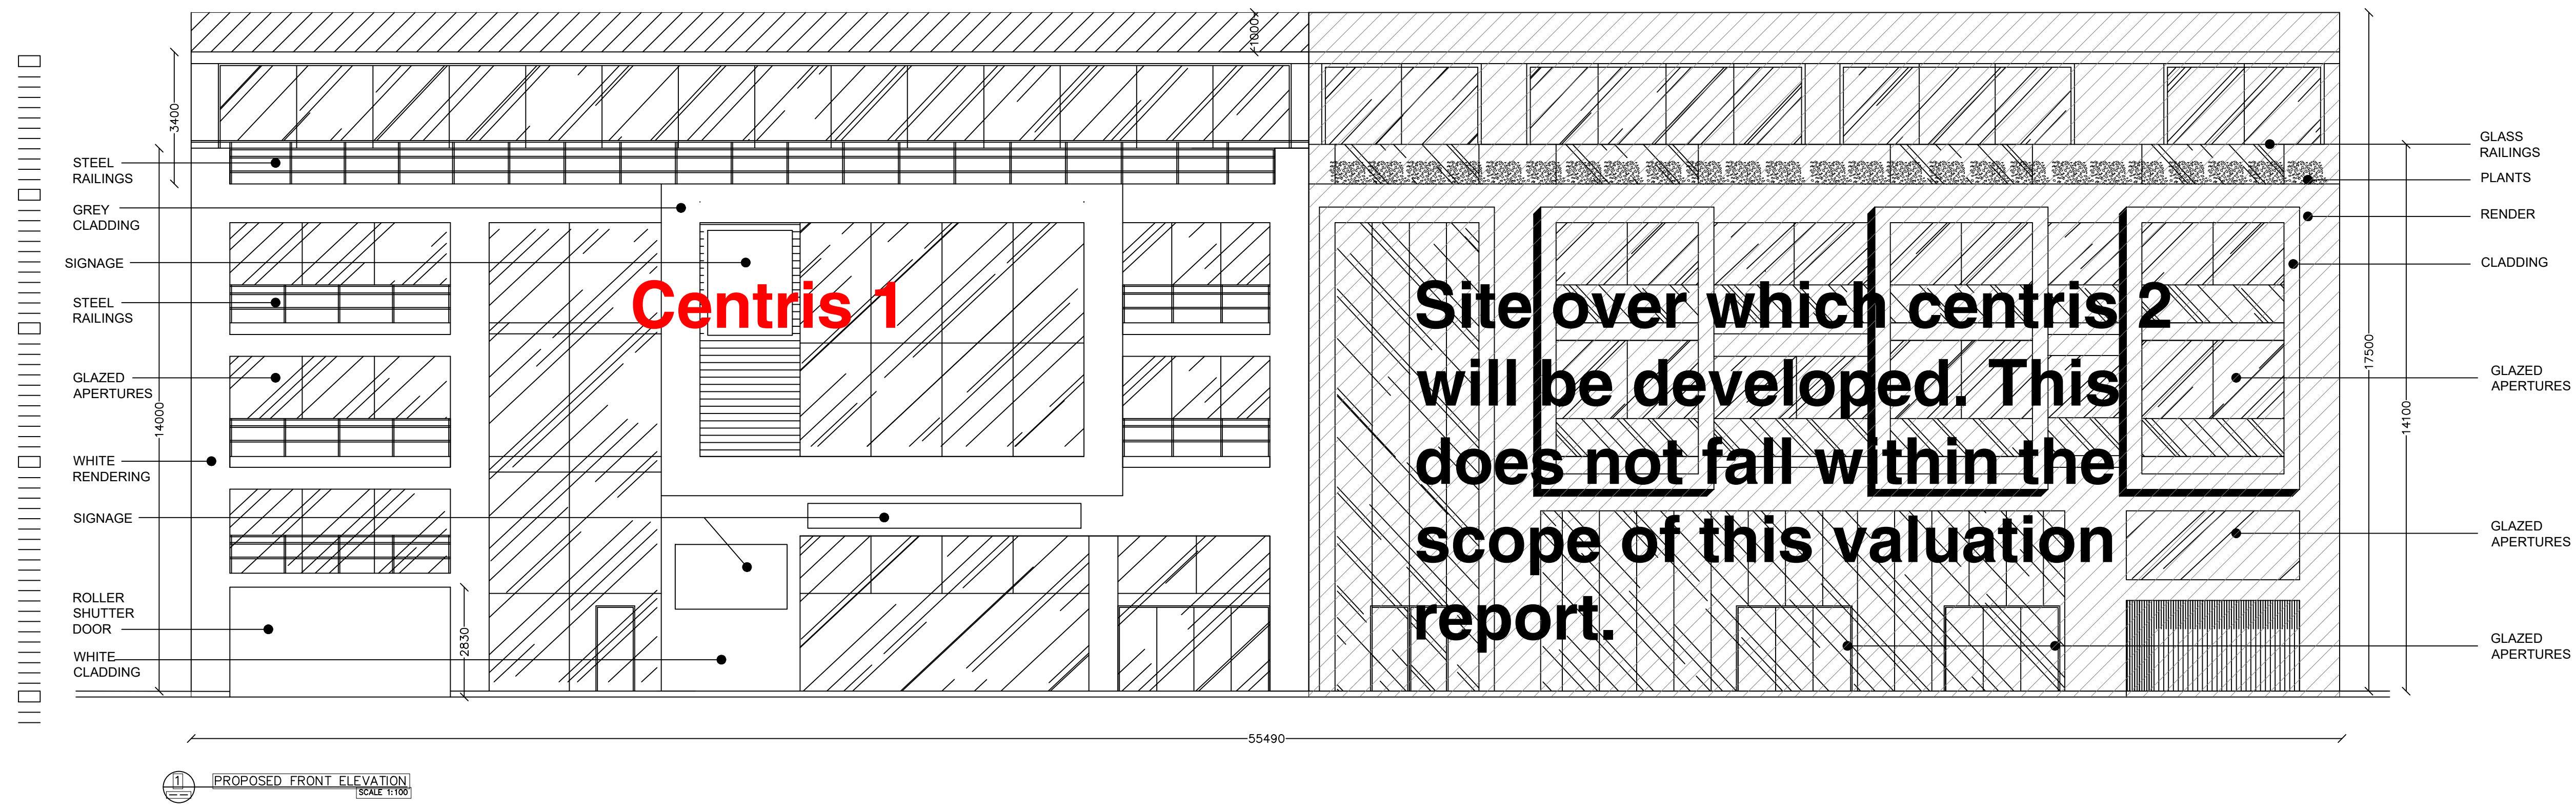 1000
3400
STEEL
RAILINGS
GREY
CLADDING
SIGNAGE
STEEL
RAILINGS
GLAZED
APERTURES
14000
WHITE
RENDERING
SIGNAGE
ROLLER
SHUTTER
DOOR
2830
WHITE
CLADDING
Centris 1
Site over which centris 2
will be developed. This
does not fall within the
scope of this valuation
report.
GLASS
RAILINGS
PLANTS
RENDER
CLADDING
17500
GLAZED
APERTURES
14100
GLAZED
APERTURES
GLAZED
APERTURES
55490
1
PROPOSED FRONT ELEVATION
SCALE 1:100